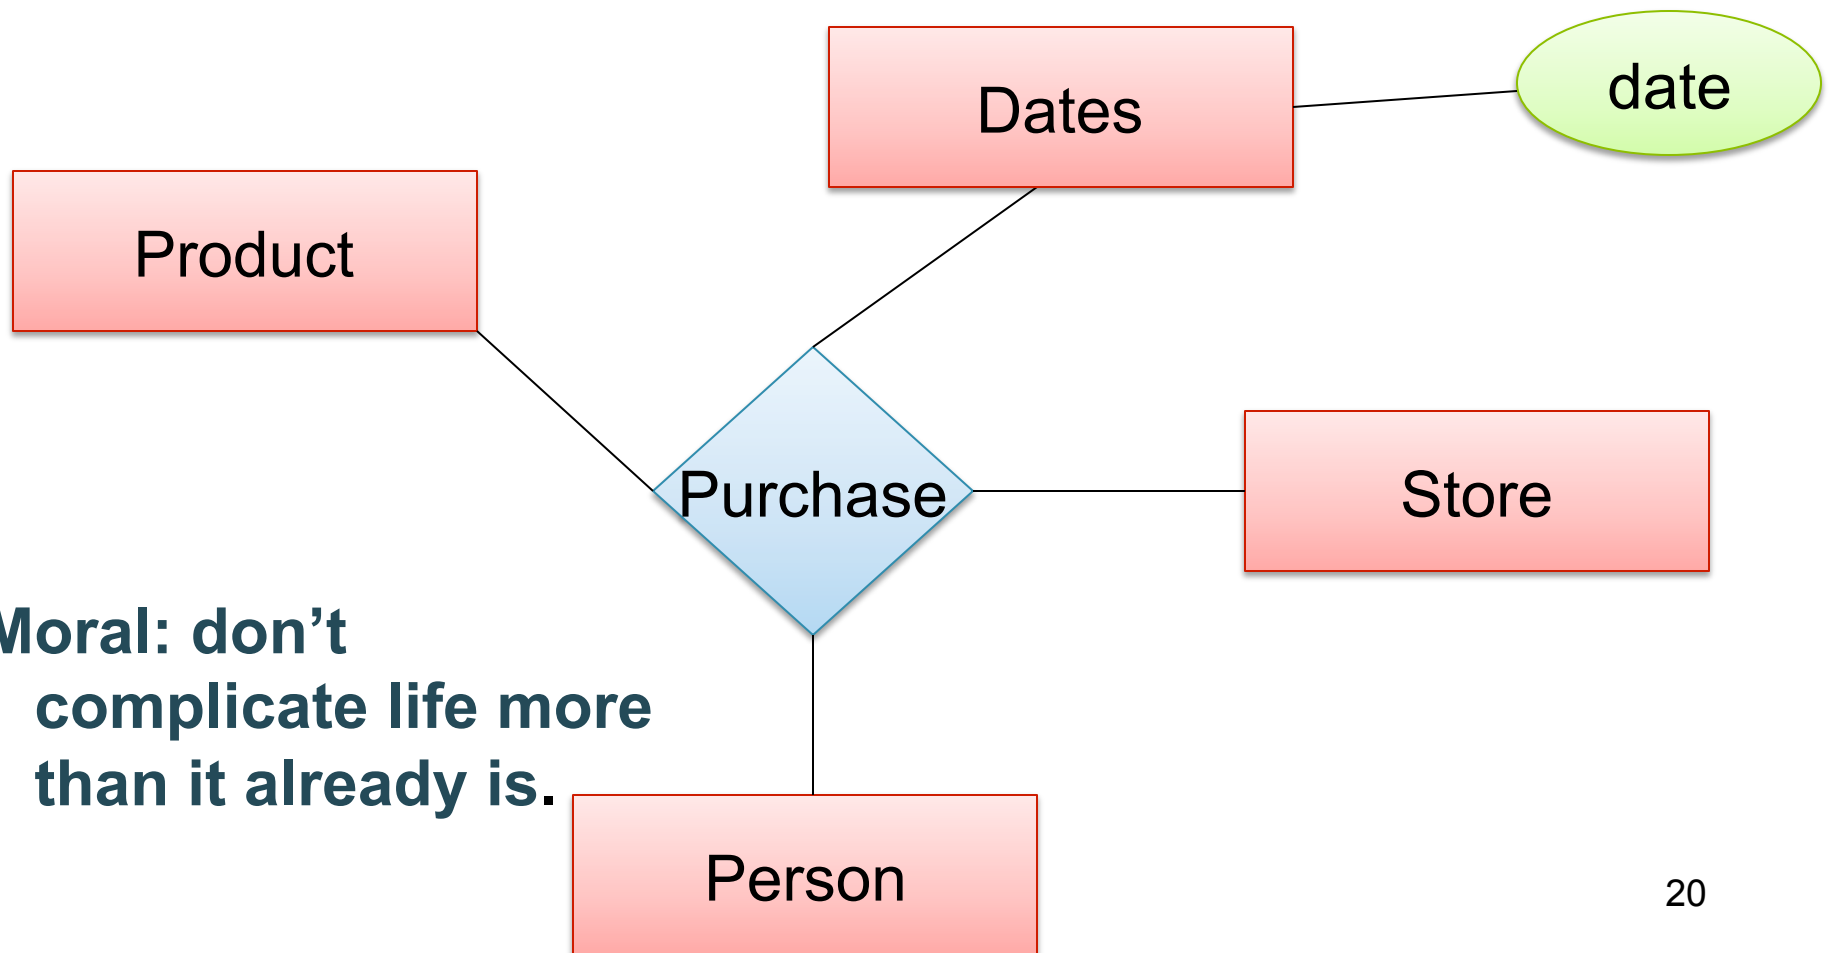 Dates
date
Product
Purchase
Store
Moral: don’t
complicate life more
than it already is.
Person
20